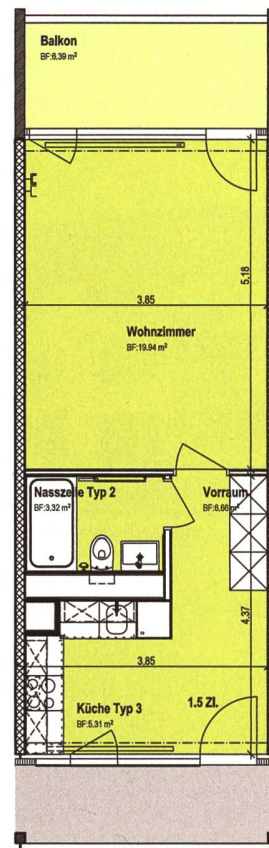 Balkon
BF:6.39 m²
5.18
3.85
Wohnzimmer
BF:19.94 m²
Nasszelle Typ 2
BF:3,32 m²
Vorraum
BF:6,66 m²
4.37
3.85
Küche Typ 3
BF:5.31 m²
1.5 ZI.